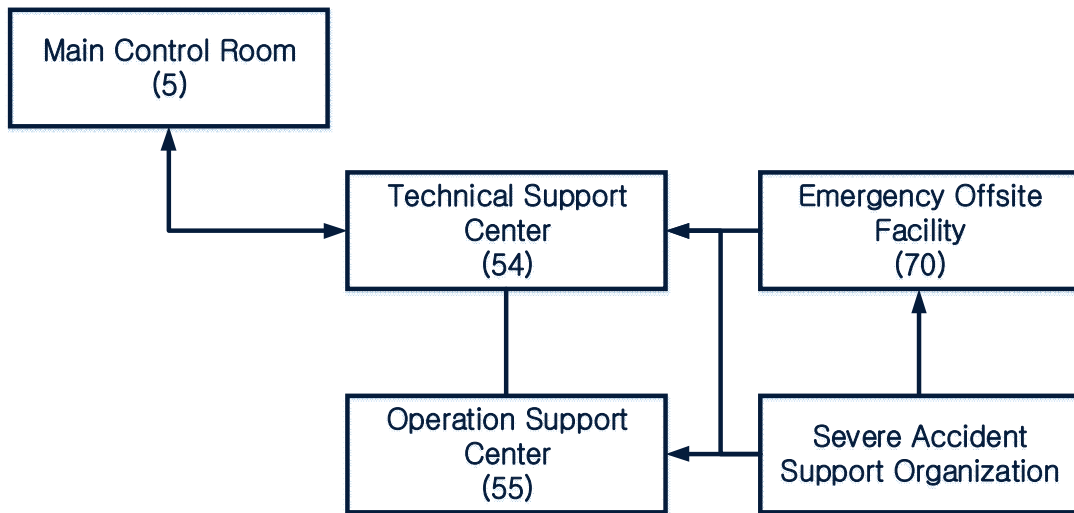 Main Control Room
(5)
Technical Support
Center
(54)
Emergency Offsite
Facility
(70)
Operation Support
Center
(55)
Severe Accident
Support Organization